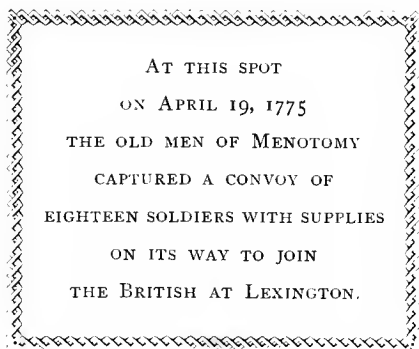 At this spot
on April 19, 1775
the old men of Menotomy
captured a convoy of
eighteen soldiers with supplies
on its way to join
the British at Lexington.